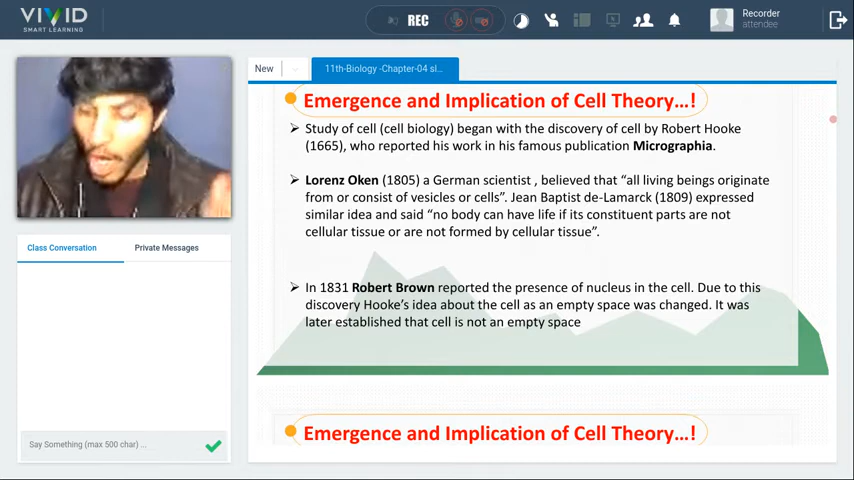 VIVID
SMART LEARNING
REC
Recorder
attendee
New
11th-Biology -Chapter-04 sl...
Emergence and Implication of Cell Theory…!
Study of cell (cell biology) began with the discovery of cell by Robert Hooke
(1665), who reported his work in his famous publication Micrographia.
Lorenz Oken (1805) a German scientist , believed that “all living beings originate
from or consist of vesicles or cells”. Jean Baptist de-Lamarck (1809) expressed
similar idea and said “no body can have life if its constituent parts are not
cellular tissue or are not formed by cellular tissue”.
In 1831 Robert Brown reported the presence of nucleus in the cell. Due to this
discovery Hooke’s idea about the cell as an empty space was changed. It was
later established that cell is not an empty space
Emergence and Implication of Cell Theory…!
Class Conversation
Private Messages
Say Something (max 500 char) ...